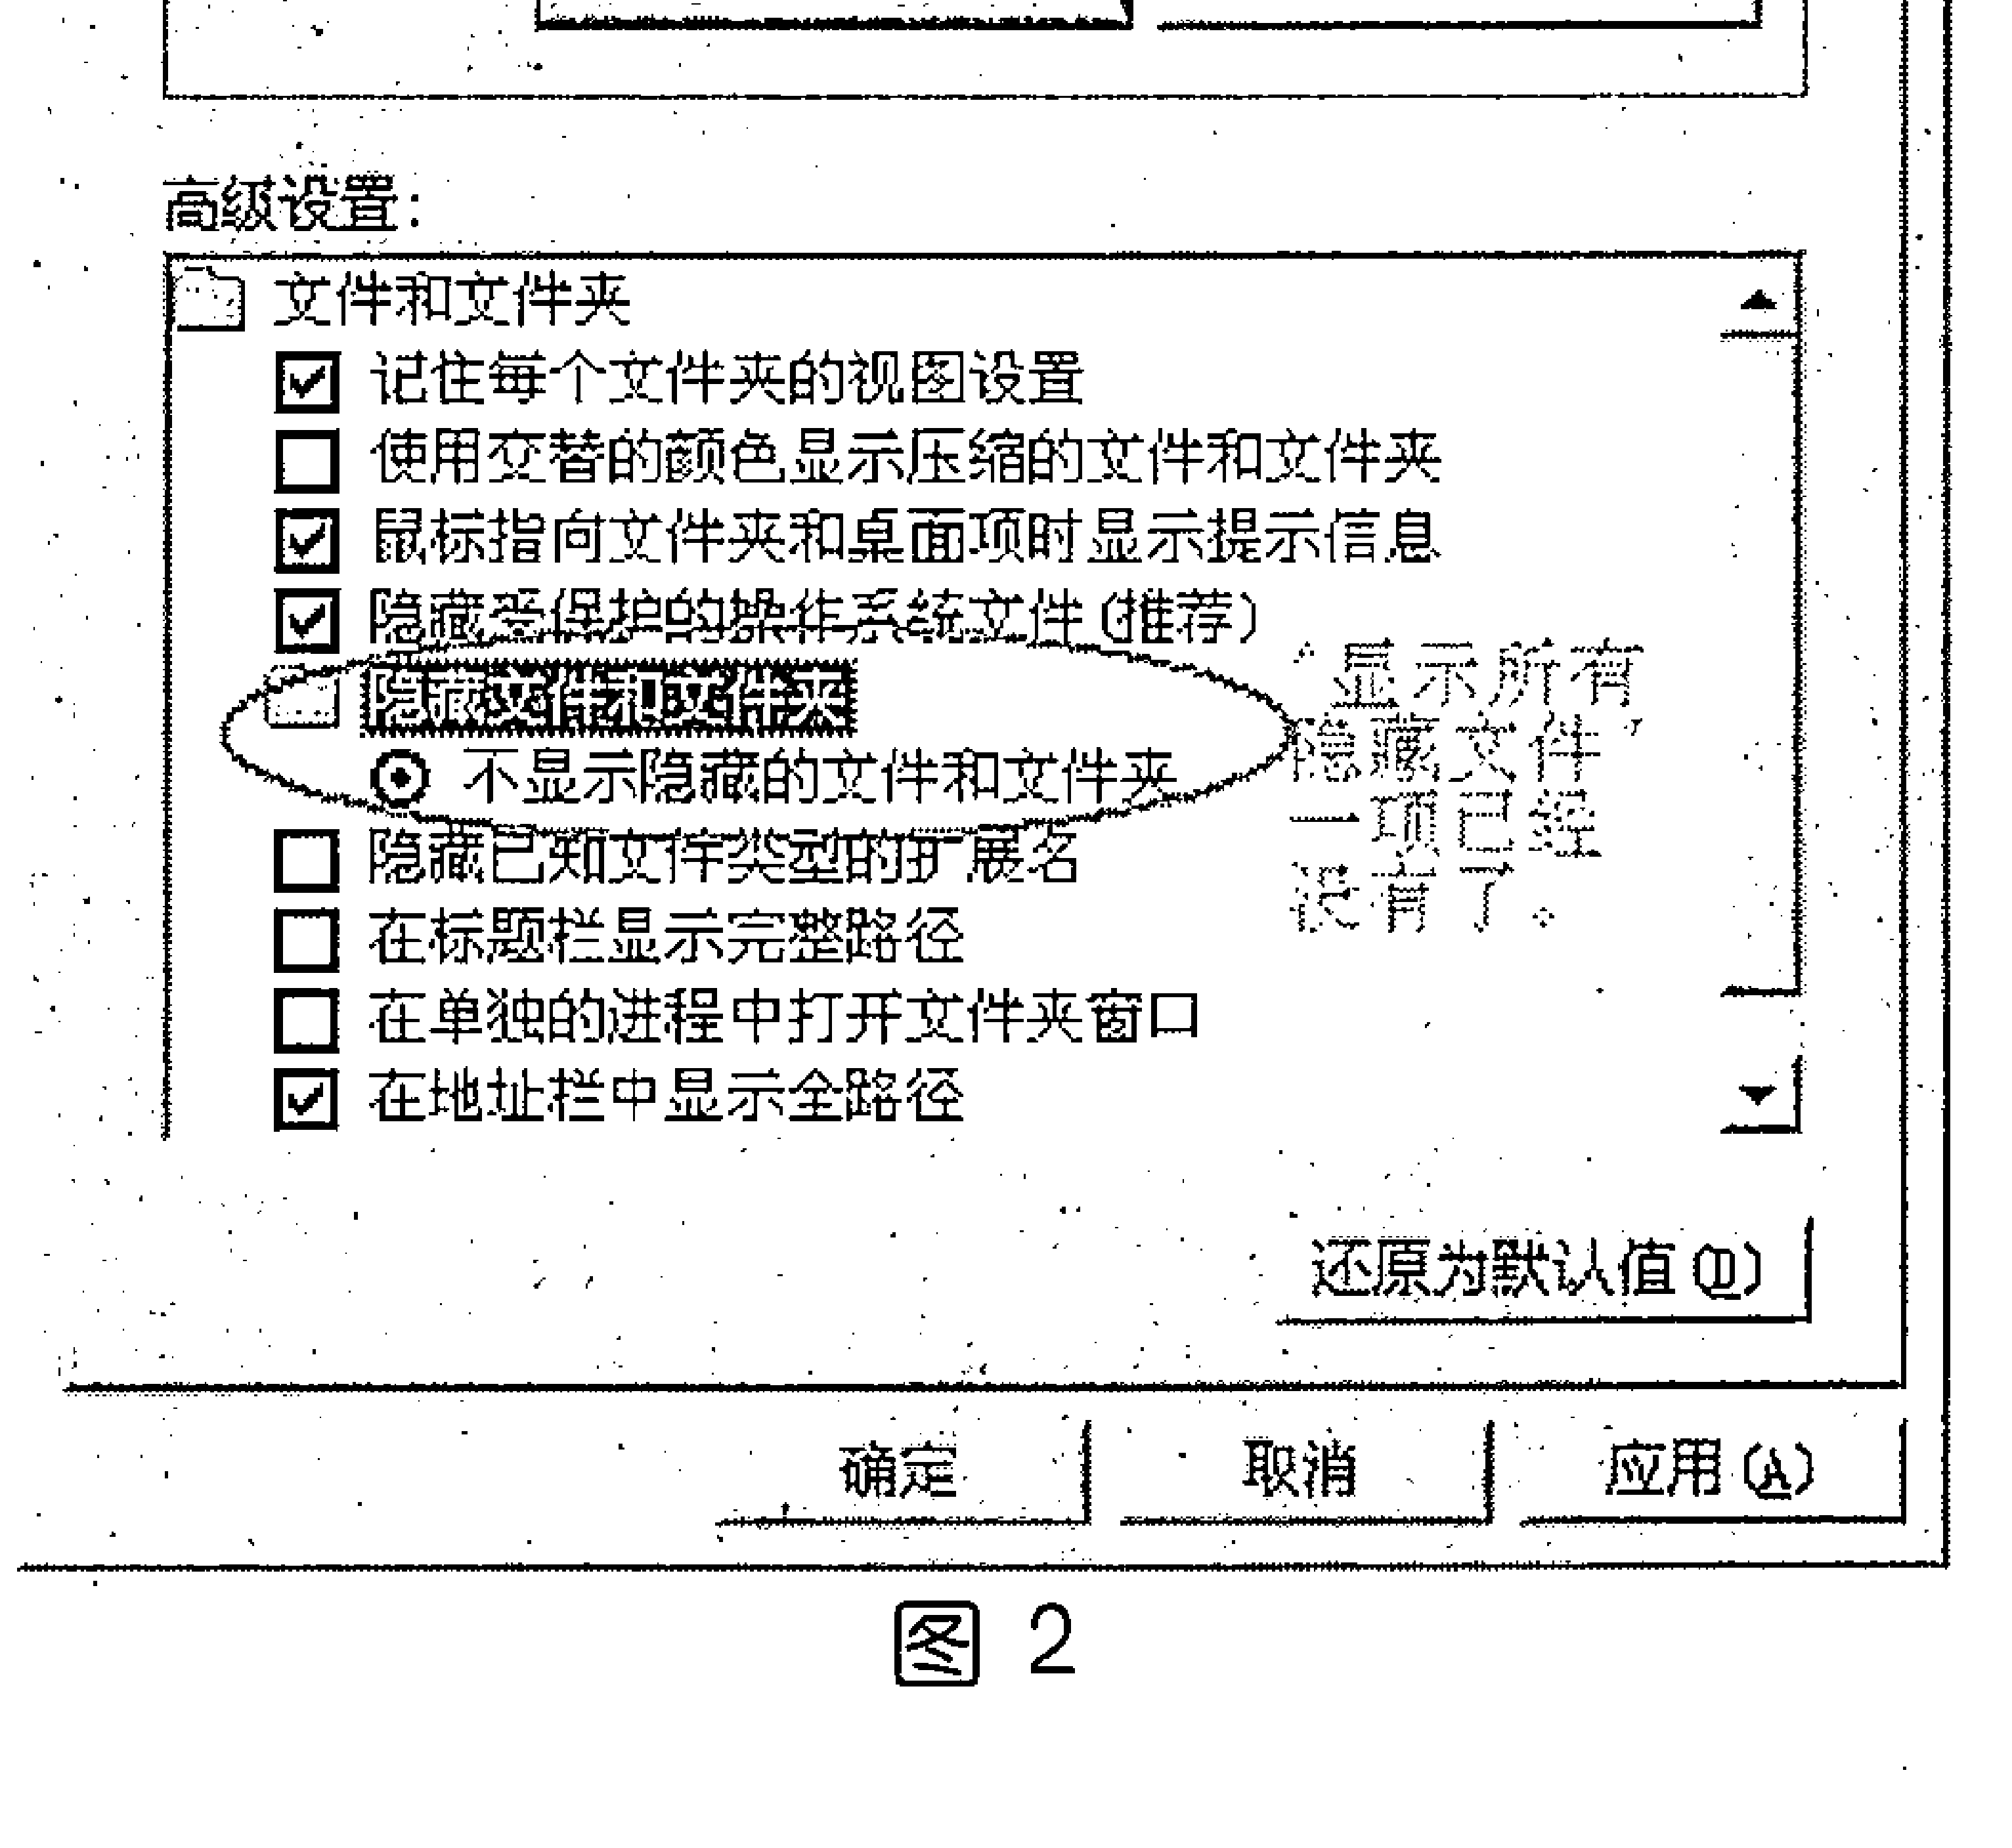 高级设置:
文件和文件夹
记住每个文件夹的视图设置
使用交替的颜色显示压缩的文件和文件夹
鼠标指向文件夹和桌面项时显示提示信息
隐藏受保护的操作系统文件(推荐)
隐藏文件和文件夹
不显示隐藏的文件和文件夹
“显示所有
隐藏文件”
一项已经
没有了。
隐藏已知文件类型的扩展名
在标题栏显示完整路径
在单独的进程中打开文件夹窗口
在地址栏中显示全路径
还原为默认值(D)
确定
取消
应用(A)
图 2